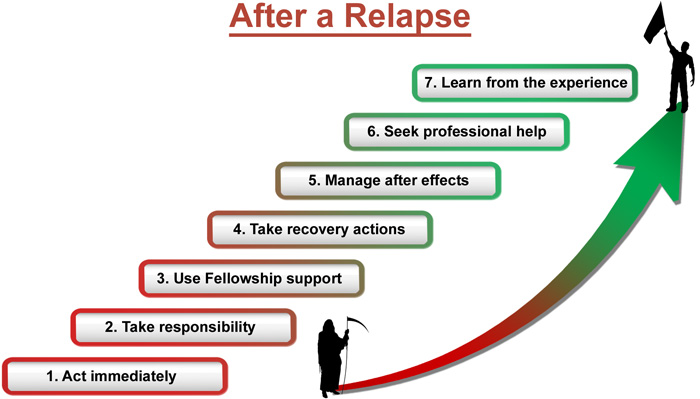 After a Relapse
7. Learn from the experience
6. Seek professional help
5. Manage after effects
4. Take recovery actions
3. Use Fellowship support
2. Take responsibility
1. Act immediately